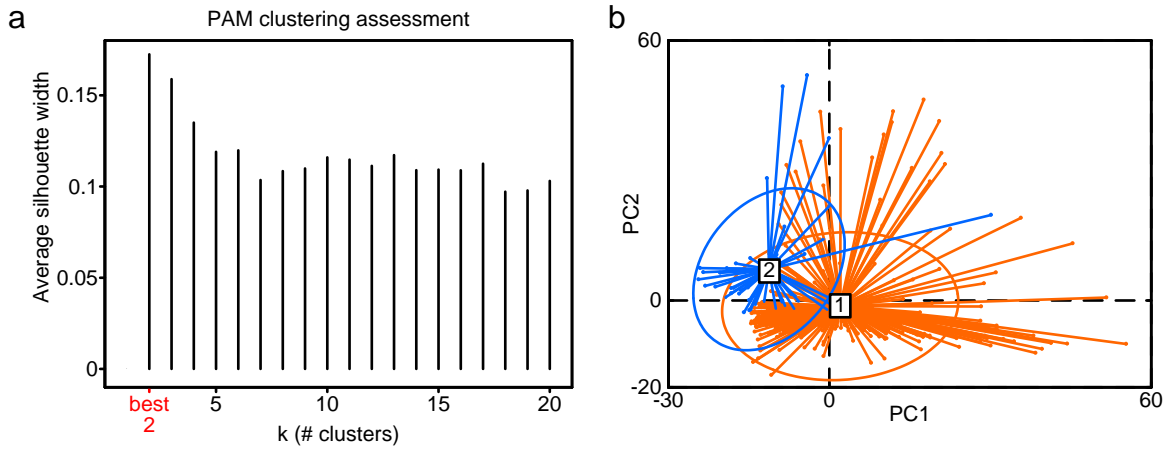 a
PAM clustering assessment
Average silhouette width
0.15
0.1
0.05
0
best
2
5
10
15
20
k (# clusters)
b
60
PC2
0
-20
2
1
-30
0
60
PC1